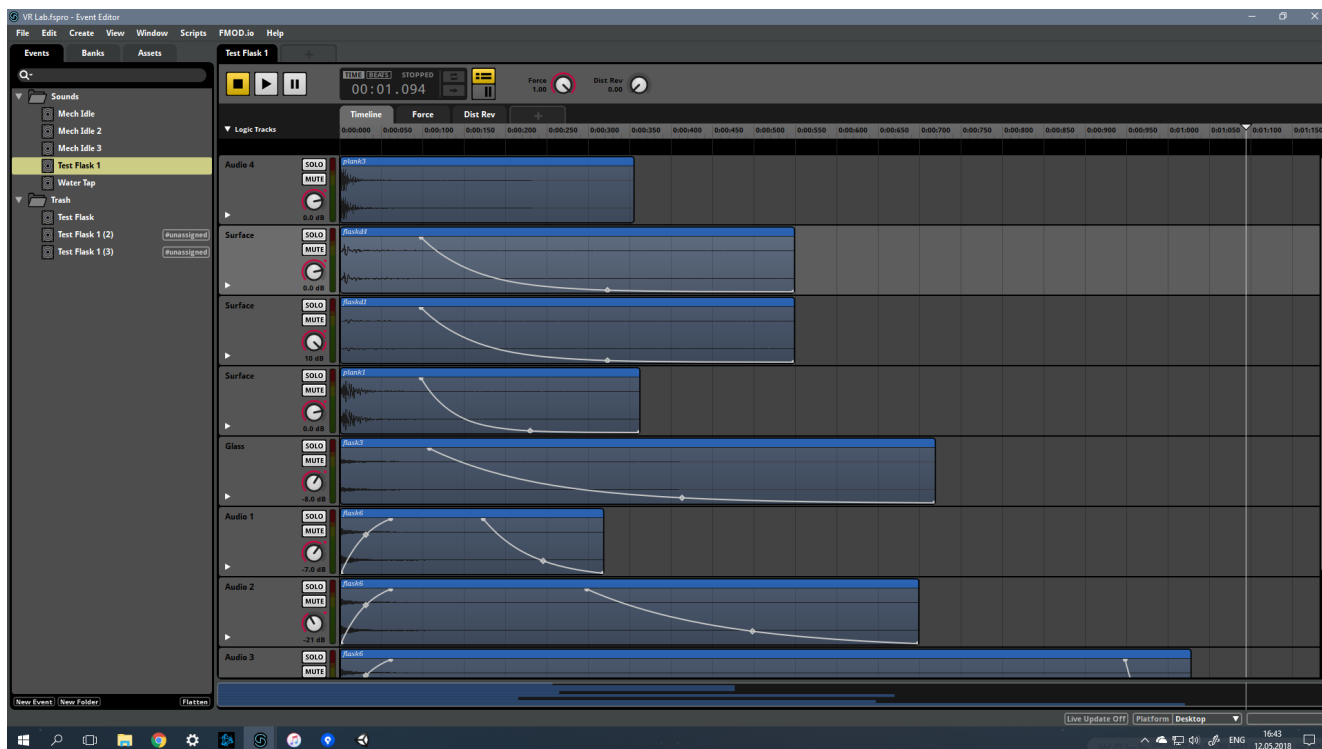 VR Lab.fspro - Event Editor
File Edit Create View Window Scripts FMOD.io Help
Events Banks Assets
Test Flask 1
TIME BEATS STOPPED
00:01.094
Force 1.00
Dist Rev 0.00
Sounds
Mech Idle
Mech Idle 2
Mech Idle 3
Test Flask 1
Water Tap
Trash
Test Flask
Test Flask 1 (2) #unassigned
Test Flask 1 (3) #unassigned
Timeline Force Dist Rev
Logic Tracks
0:00:000 0:00:050 0:00:100 0:00:150 0:00:200 0:00:250 0:00:300 0:00:350 0:00:400 0:00:450 0:00:500 0:00:550 0:00:600 0:00:650 0:00:700 0:00:750 0:00:800 0:00:850 0:00:900 0:00:950 0:01:000 0:01:050 0:01:100 0:01:150
Audio 4 SOLO plank3
MUTE
0.0 dB
Surface SOLO flaskd4
MUTE
0.0 dB
Surface SOLO flaskd1
MUTE
10 dB
Surface SOLO plank1
MUTE
0.0 dB
Glass SOLO flask3
MUTE
-8.0 dB
Audio 1 SOLO flask6
MUTE
-7.0 dB
Audio 2 SOLO flask6
MUTE
-21 dB
Audio 3 SOLO flask6
MUTE
New Event New Folder Flatten
Live Update Off Platform Desktop
ENG
16:43
12.05.2018